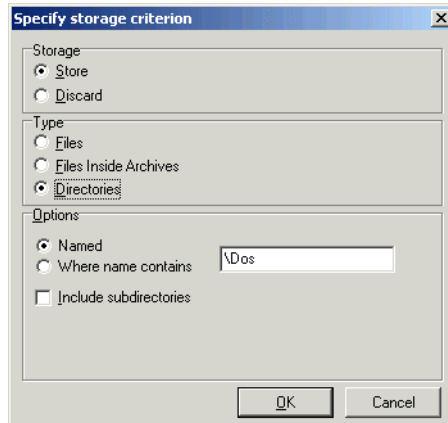 Specify storage criterion
Storage
Store
Discard
Type
Files
Files Inside Archives
Directories
Options
Named
\Dos
Where name contains
Include subdirectories
OK
Cancel